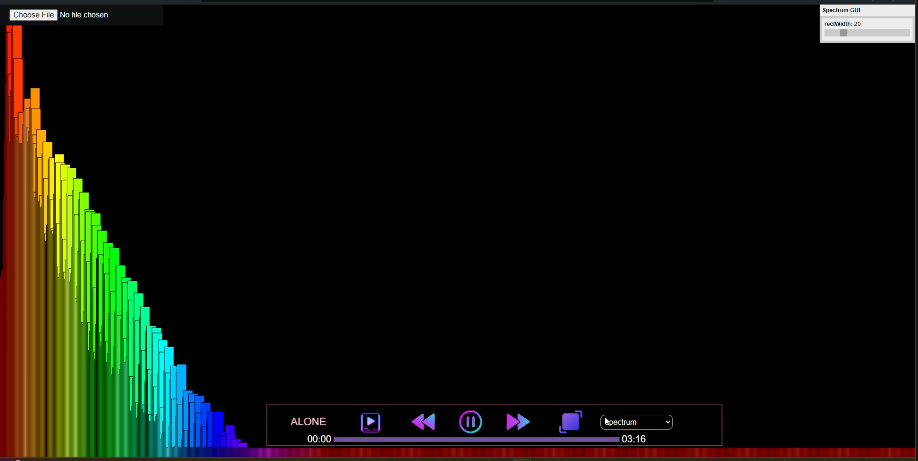 Choose File No file chosen
Spectrum GUI
rectWidth: 20
ALONE
spectrum
00:00
03:16